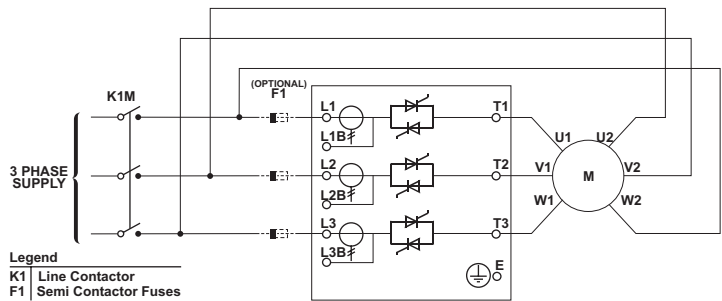 (OPTIONAL)
F1
K1M
L1
T1
L1B
U1
U2
L2
T2
3 PHASE
SUPPLY
V1
M
V2
L2B
W1
W2
L3
T3
L3B
E
Legend
K1 Line Contactor
F1 Semi Contactor Fuses